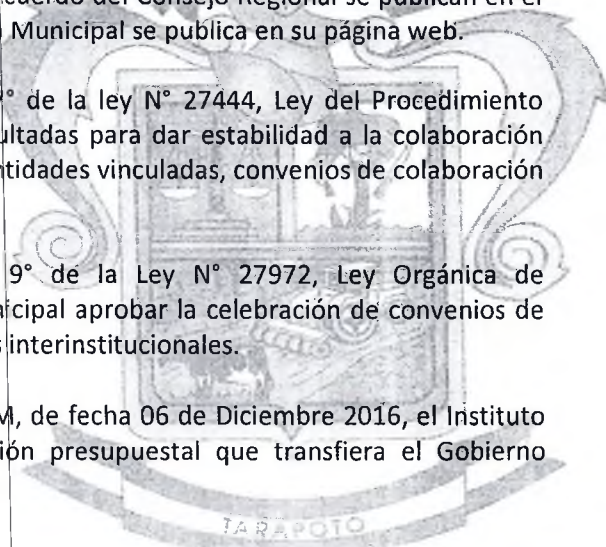 Acuerdo del Consejo Regional se publican en el
Municipal se publica en su página web.
° de la ley N° 27444, Ley del Procedimiento
ultadas para dar estabilidad a la colaboración
ntidades vinculadas, convenios de colaboración
9° de la Ley N° 27972, Ley Orgánica de
nicipal aprobar la celebración de convenios de
interinstitucionales.
M, de fecha 06 de Diciembre 2016, el Instituto
ión presupuestal que transfiera el Gobierno
TARAPOTO